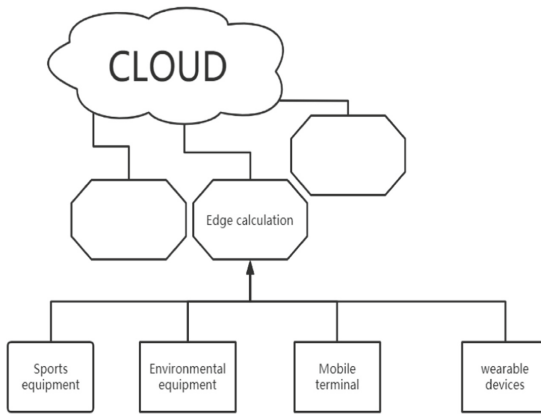 CLOUD
Edge calculation
Sports
equipment
Environmental
equipment
Mobile
terminal
wearable
devices